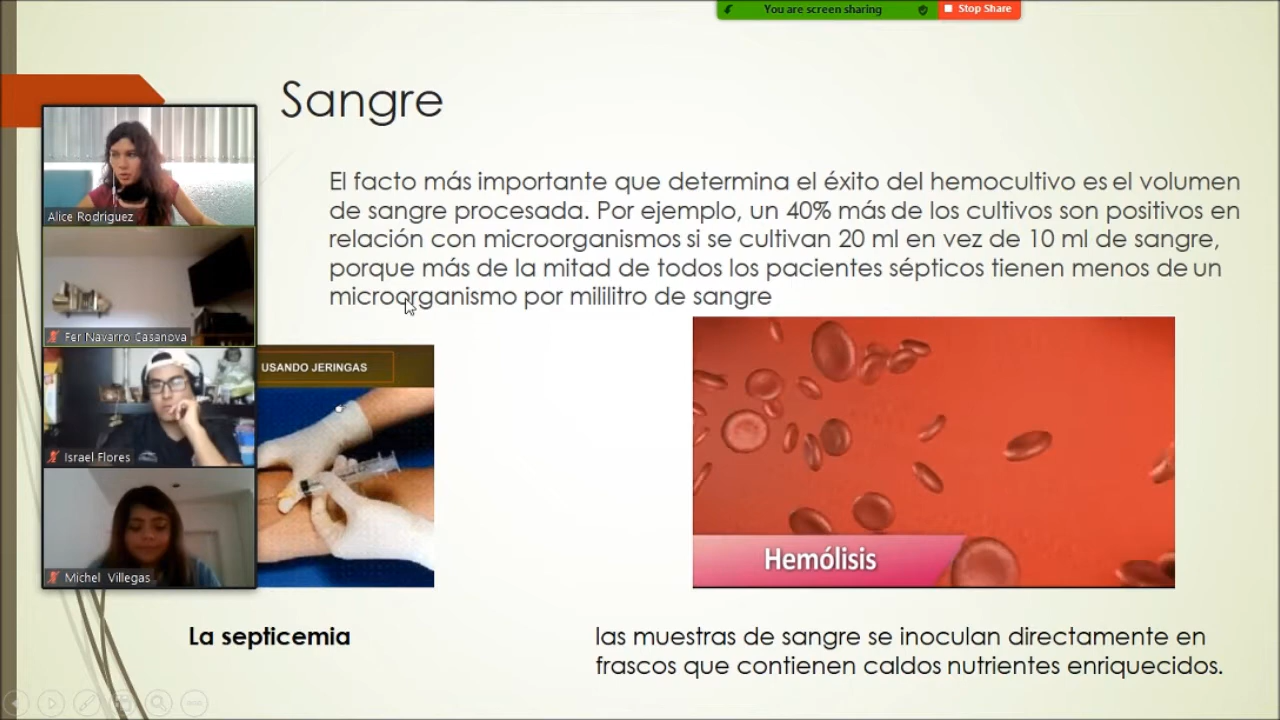 You are screen sharing
Stop Share
Sangre
El facto más importante que determina el éxito del hemocultivo es el volumen
de sangre procesada. Por ejemplo, un 40% más de los cultivos son positivos en
relación con microorganismos si se cultivan 20 ml en vez de 10 ml de sangre,
porque más de la mitad de todos los pacientes sépticos tienen menos de un
microorganismo por mililitro de sangre
Alice Rodriguez
Fer Navarro Casanova
Israel Flores
Michel Villegas
USANDO JERINGAS
Hemólisis
La septicemia
las muestras de sangre se inoculan directamente en
frascos que contienen caldos nutrientes enriquecidos.